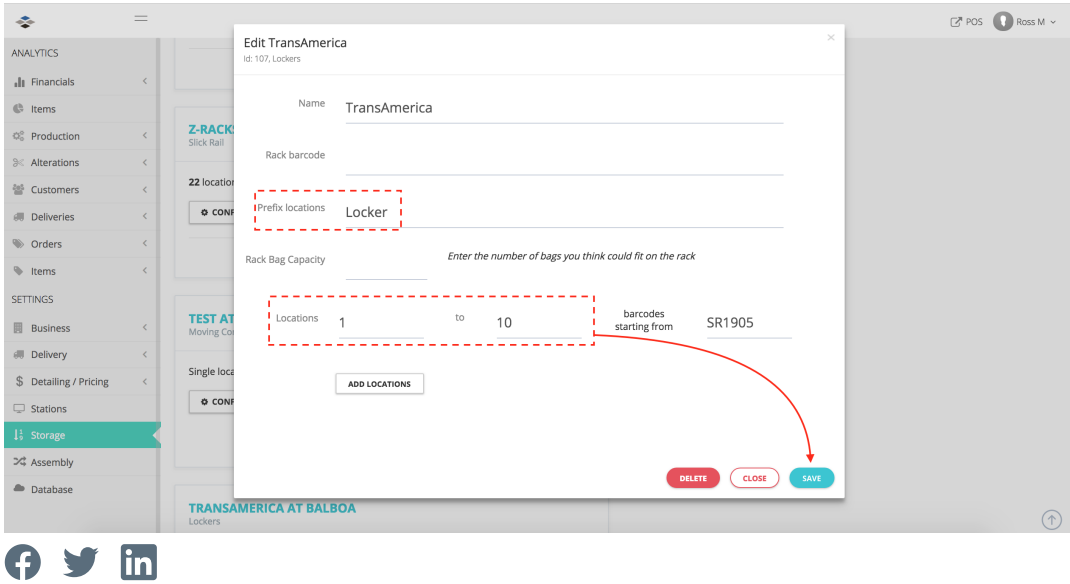 POS
Ross M
ANALYTICS
Financials
Items
Production
Alterations
Customers
Deliveries
Orders
Items
SETTINGS
Business
Delivery
Detailing / Pricing
Stations
Storage
Assembly
Database
Z-RACKS
Slick Rail
22 location
CONF
TEST AT
Moving Con
Single loca
CONF
TRANSAMERICA AT BALBOA
Lockers
Edit TransAmerica
Id: 107, Lockers
×
Name TransAmerica
Rack barcode
Prefix locations Locker
Rack Bag Capacity Enter the number of bags you think could fit on the rack
Locations 1 to 10 barcodes starting from SR1905
ADD LOCATIONS
DELETE CLOSE SAVE
in